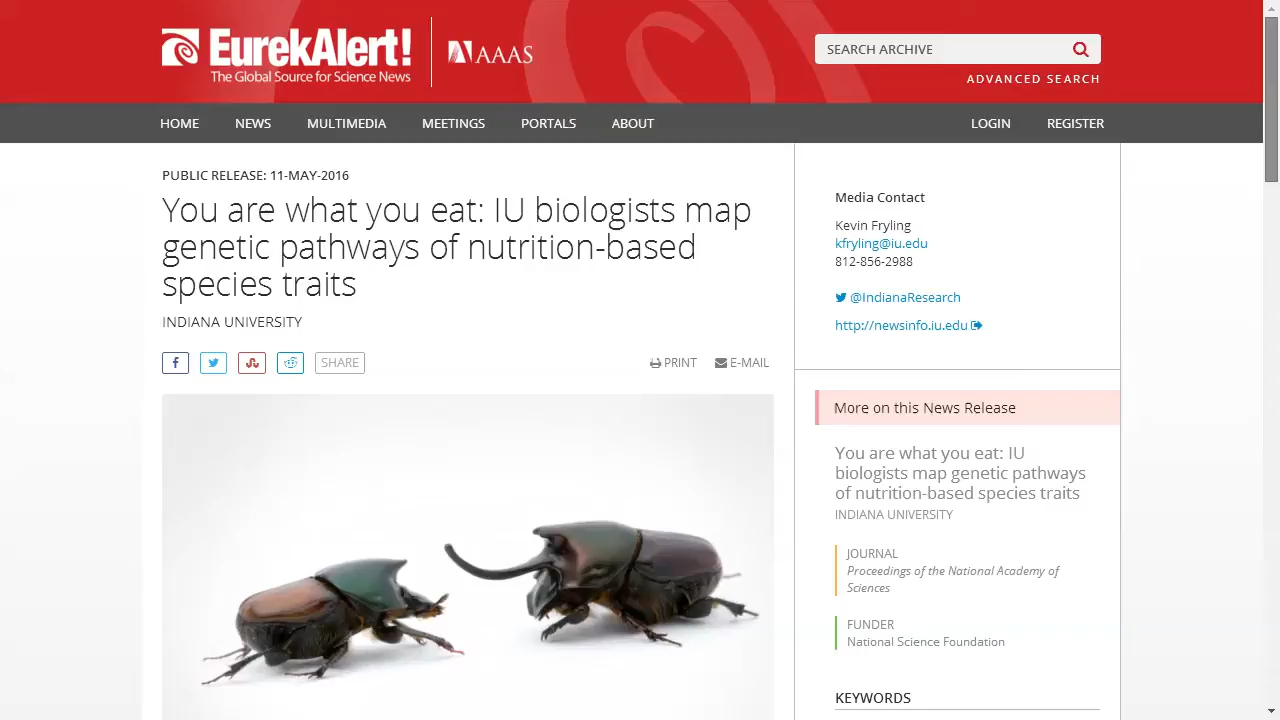 EurekAlert!
The Global Source for Science News
AAAS
SEARCH ARCHIVE
ADVANCED SEARCH
HOME NEWS MULTIMEDIA MEETINGS PORTALS ABOUT LOGIN REGISTER
PUBLIC RELEASE: 11-MAY-2016
You are what you eat: IU biologists map
genetic pathways of nutrition-based
species traits
INDIANA UNIVERSITY
SHARE
PRINT E-MAIL
Media Contact
Kevin Fryling
kfryling@iu.edu
812-856-2988
@IndianaResearch
http://newsinfo.iu.edu
More on this News Release
You are what you eat: IU
biologists map genetic pathways
of nutrition-based species traits
INDIANA UNIVERSITY
JOURNAL
Proceedings of the National Academy of
Sciences
FUNDER
National Science Foundation
KEYWORDS